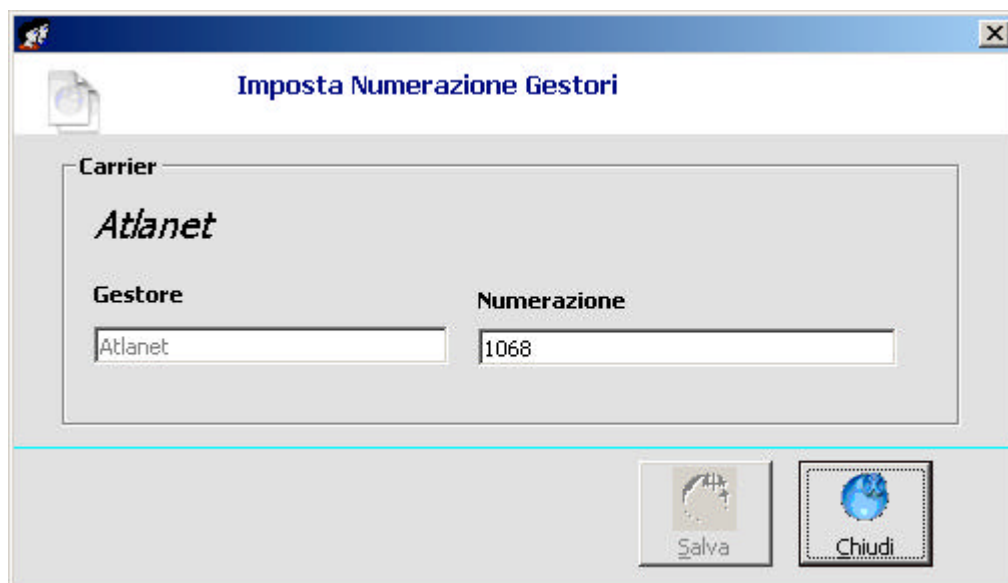 Imposta Numerazione Gestori
Carrier
Atlanet
Gestore
Numerazione
Atlanet
1068
Salva
Chiudi